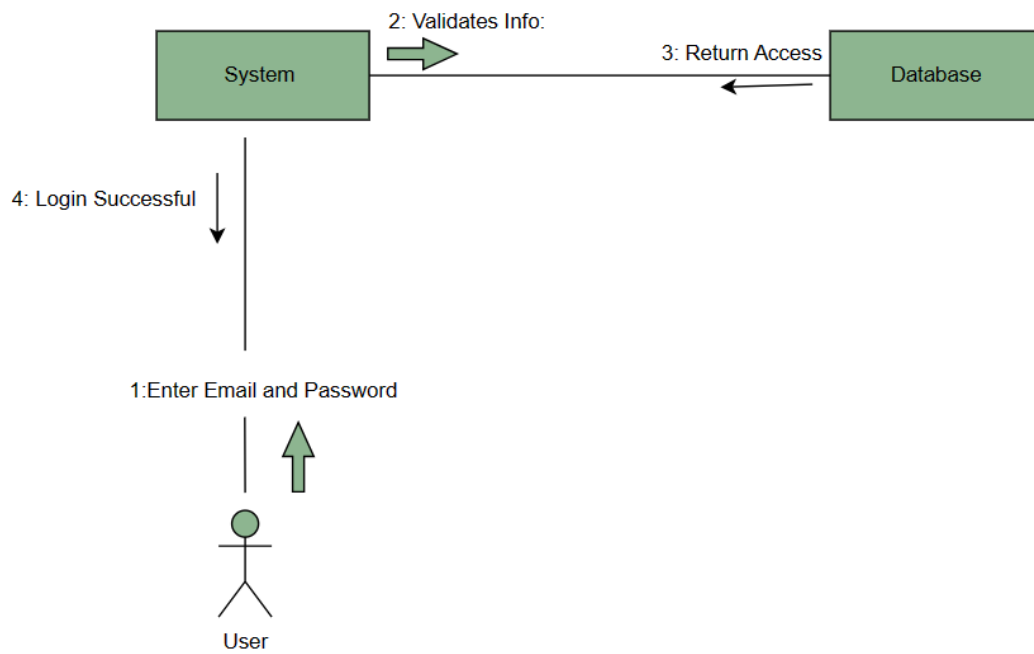 2: Validates Info:
System
3: Return Access
Database
4: Login Successful
1:Enter Email and Password
User